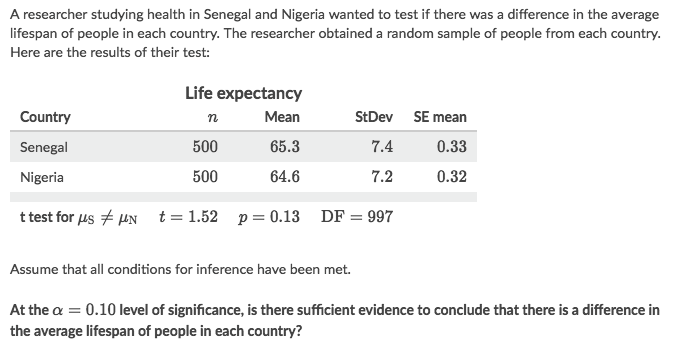 A researcher studying health in Senegal and Nigeria wanted to test if there was a difference in the average
lifespan of people in each country. The researcher obtained a random sample of people from each country.
Here are the results of their test:
Life expectancy
Country n Mean StDev SE mean
Senegal 500 65.3 7.4 0.33
Nigeria 500 64.6 7.2 0.32
t test for μS ≠ μN t = 1.52 p = 0.13 DF = 997
Assume that all conditions for inference have been met.
At the α = 0.10 level of significance, is there sufficient evidence to conclude that there is a difference in
the average lifespan of people in each country?